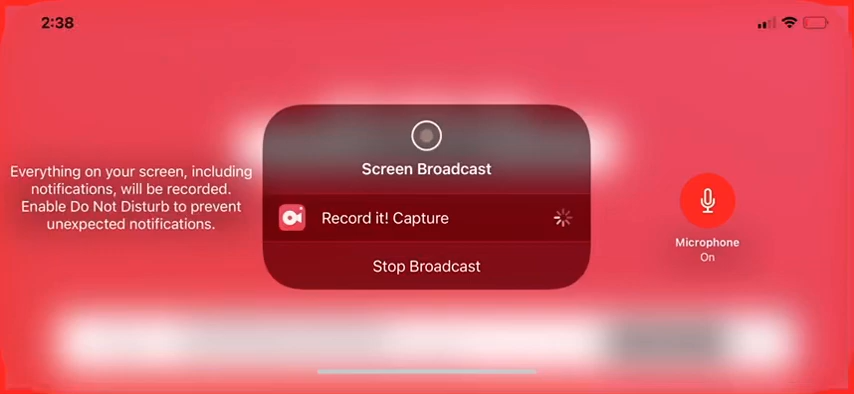 2:38
Everything on your screen, including
notifications, will be recorded.
Enable Do Not Disturb to prevent
unexpected notifications.
Screen Broadcast
Record it! Capture
Stop Broadcast
Microphone
On